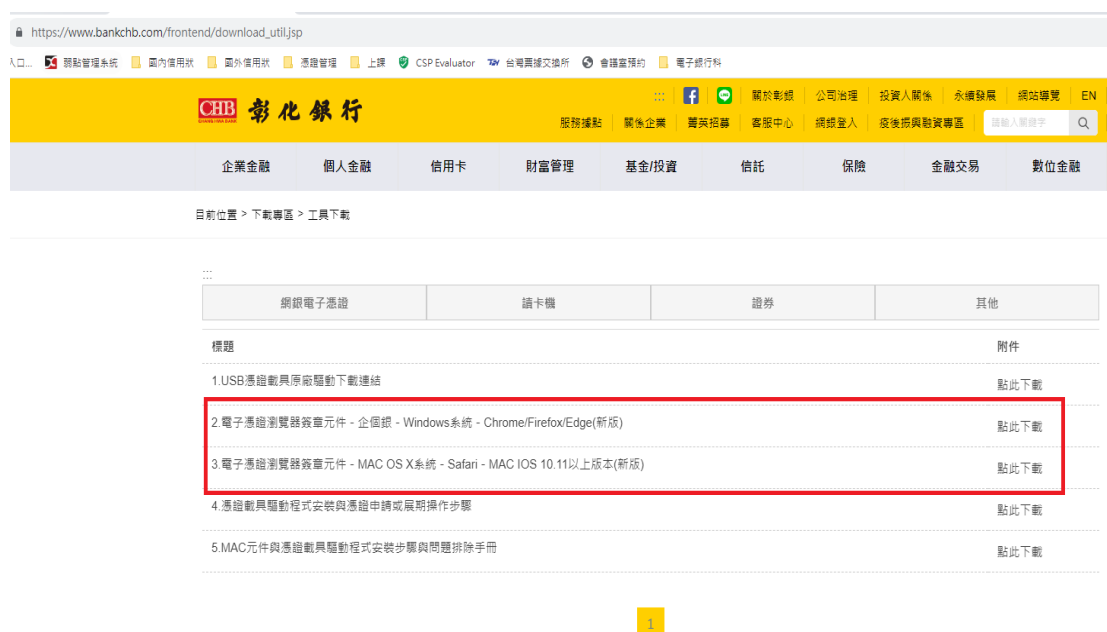 https://www.bankchb.com/frontend/download_util.jsp
入口... 弱點管理系統 國內信用狀 國外信用狀 憑證管理 上課 CSP Evaluator 台灣票據交換所 會議室預約 電子銀行科
::: 關於彰銀 公司治理 投資人關係 永續發展 網站導覽 EN
CHB 彰化銀行
服務據點 關係企業 菁英招募 客服中心 網銀登入 疫後振興融資專區 請輸入關鍵字
企業金融 個人金融 信用卡 財富管理 基金/投資 信託 保險 金融交易 數位金融
目前位置 > 下載專區 > 工具下載
:::
網銀電子憑證 讀卡機 證券 其他
標題 附件
1.USB憑證載具原廠驅動下載連結 點此下載
2.電子憑證瀏覽器簽章元件 - 企個銀 - Windows系統 - Chrome/Firefox/Edge(新版) 點此下載
3.電子憑證瀏覽器簽章元件 - MAC OS X系統 - Safari - MAC IOS 10.11以上版本(新版) 點此下載
4.憑證載具驅動程式安裝與憑證申請或展期操作步驟 點此下載
5.MAC元件與憑證載具驅動程式安裝步驟與問題排除手冊 點此下載
1